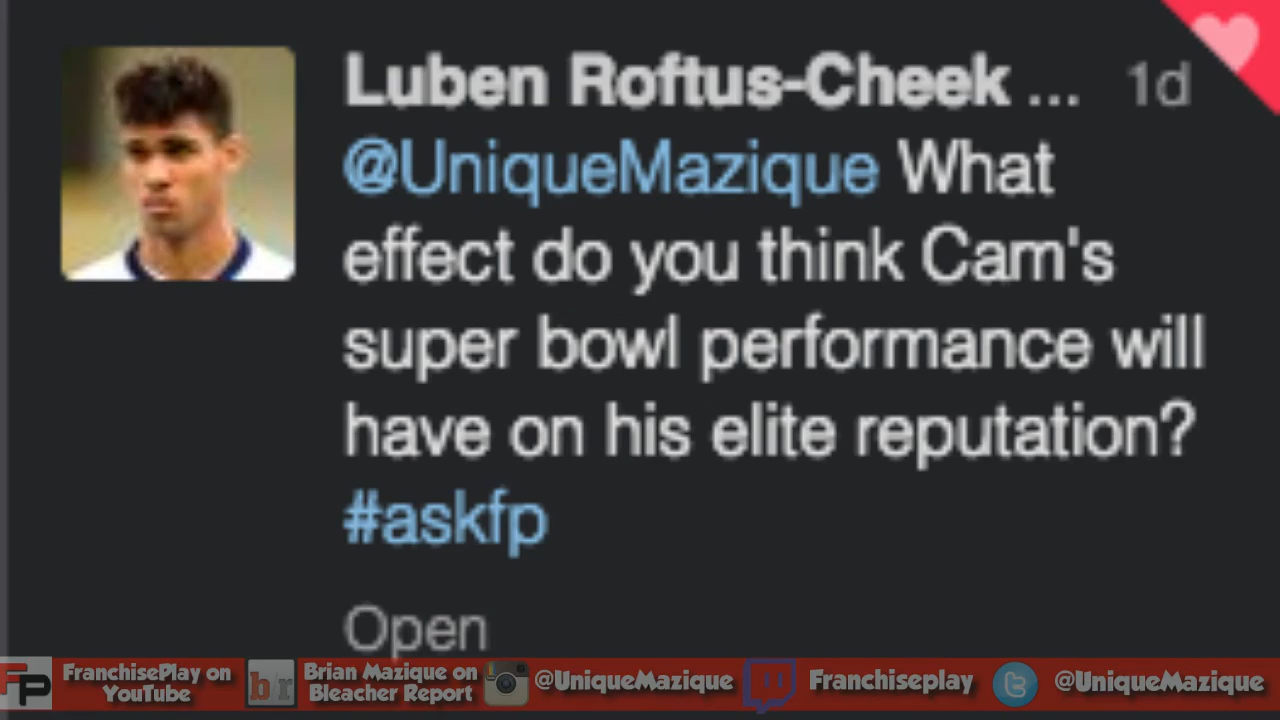 Luben Roftus-Cheek ... 1d
@UniqueMazique What
effect do you think Cam's
super bowl performance will
have on his elite reputation?
#askfp
Open
FP
FranchisePlay on
YouTube
b/r
Brian Mazique on
Bleacher Report
@UniqueMazique
Franchiseplay
@UniqueMazique